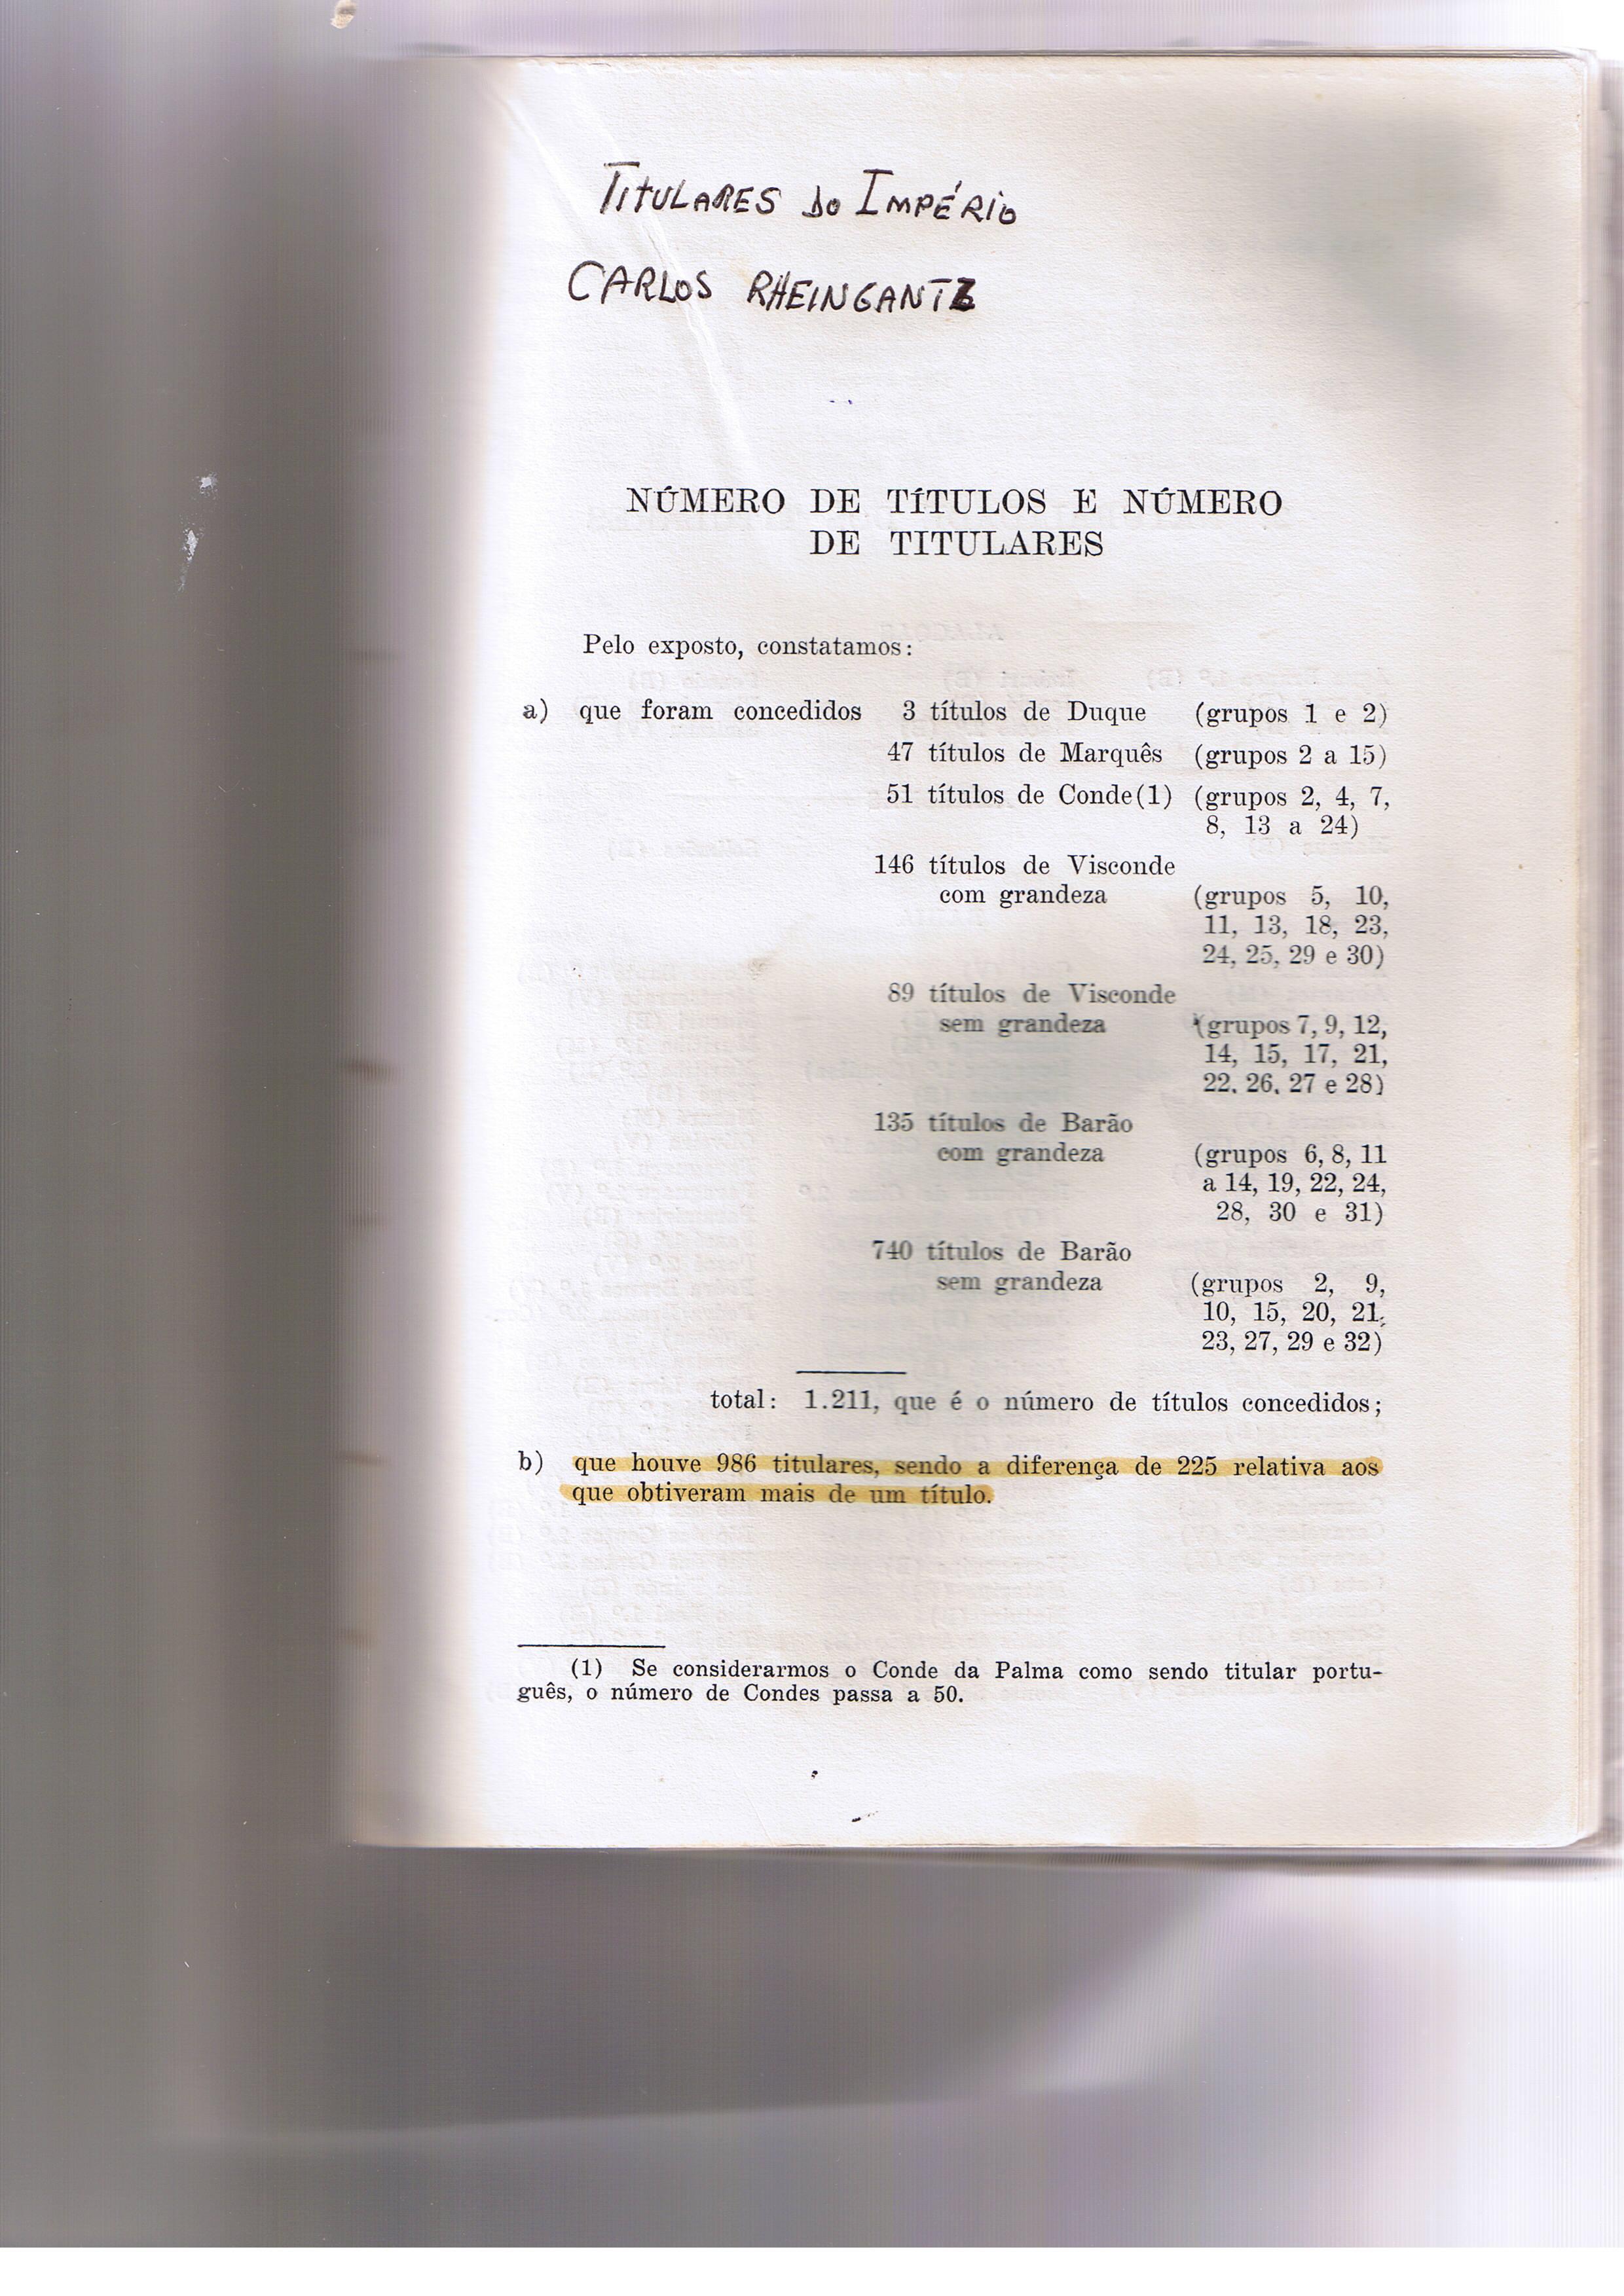 TITULARES do IMPÉRIO
CARLOS RHEINGANTZ
NÚMERO DE TÍTULOS E NÚMERO
DE TITULARES
Pelo exposto, constatamos:
a) que foram concedidos 3 títulos de Duque (grupos 1 e 2)
47 títulos de Marquês (grupos 2 a 15)
51 títulos de Conde(1) (grupos 2, 4, 7,
8, 13 a 24)
146 títulos de Visconde
com grandeza (grupos 5, 10,
11, 13, 18, 23,
24, 25, 29 e 30)
89 títulos de Visconde
sem grandeza (grupos 7, 9, 12,
14, 15, 17, 21,
22, 26, 27 e 28)
135 títulos de Barão
com grandeza (grupos 6, 8, 11
a 14, 19, 22, 24,
28, 30 e 31)
740 títulos de Barão
sem grandeza (grupos 2, 9,
10, 15, 20, 21,
23, 27, 29 e 32)
total: 1.211, que é o número de títulos concedidos;
b) que houve 986 titulares, sendo a diferença de 225 relativa aos
que obtiveram mais de um título.
(1) Se considerarmos o Conde da Palma como sendo titular portu-
guês, o número de Condes passa a 50.